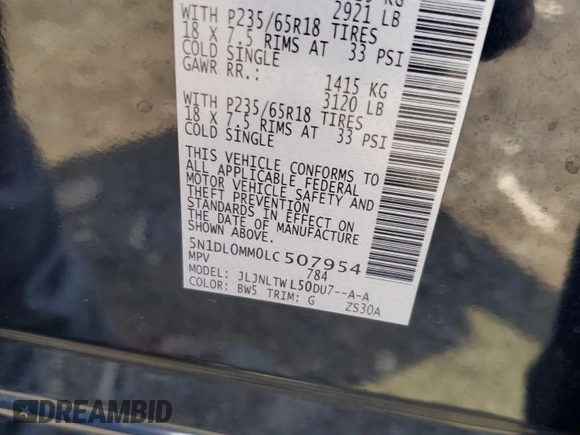 2921 LB
WITH P235/65R18 TIRES
18 X 7.5 RIMS AT 33 PSI
COLD SINGLE
GAWR RR.: 1415 KG
3120 LB
WITH P235/65R18 TIRES
18 X 7.5 RIMS AT 33 PSI
COLD SINGLE
THIS VEHICLE CONFORMS TO
ALL APPLICABLE FEDERAL
MOTOR VEHICLE SAFETY AND
THEFT PREVENTION
STANDARDS IN EFFECT ON
THE DATE OF MANUFACTURE
SHOWN ABOVE.
5N1DL0MM0LC507954
MPV 784
MODEL: JLJNLTWL50DU7--A-A
COLOR: BW5 TRIM: G ZS30A
DREAMBID